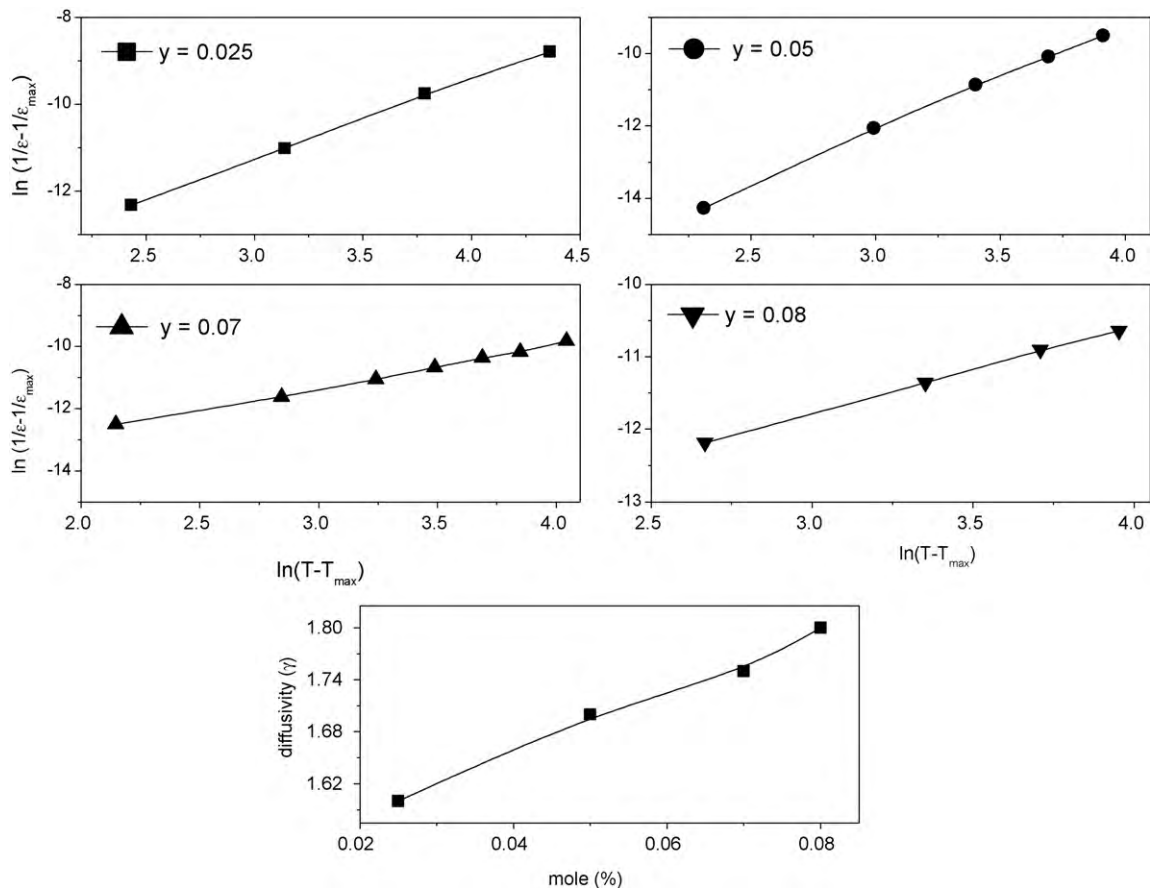 -8
-10
-12
ln (1/ε-1/ε_max)
y = 0.025
2.5 3.0 3.5 4.0 4.5
-10
-12
-14
y = 0.05
2.5 3.0 3.5 4.0
-8
-10
-12
-14
ln (1/ε-1/ε_max)
y = 0.07
2.0 2.5 3.0 3.5 4.0
ln(T-T_max)
-10
-11
-12
-13
y = 0.08
2.5 3.0 3.5 4.0
ln(T-T_max)
1.80
1.74
1.68
1.62
diffusivity (γ)
0.02 0.04 0.06 0.08
mole (%)